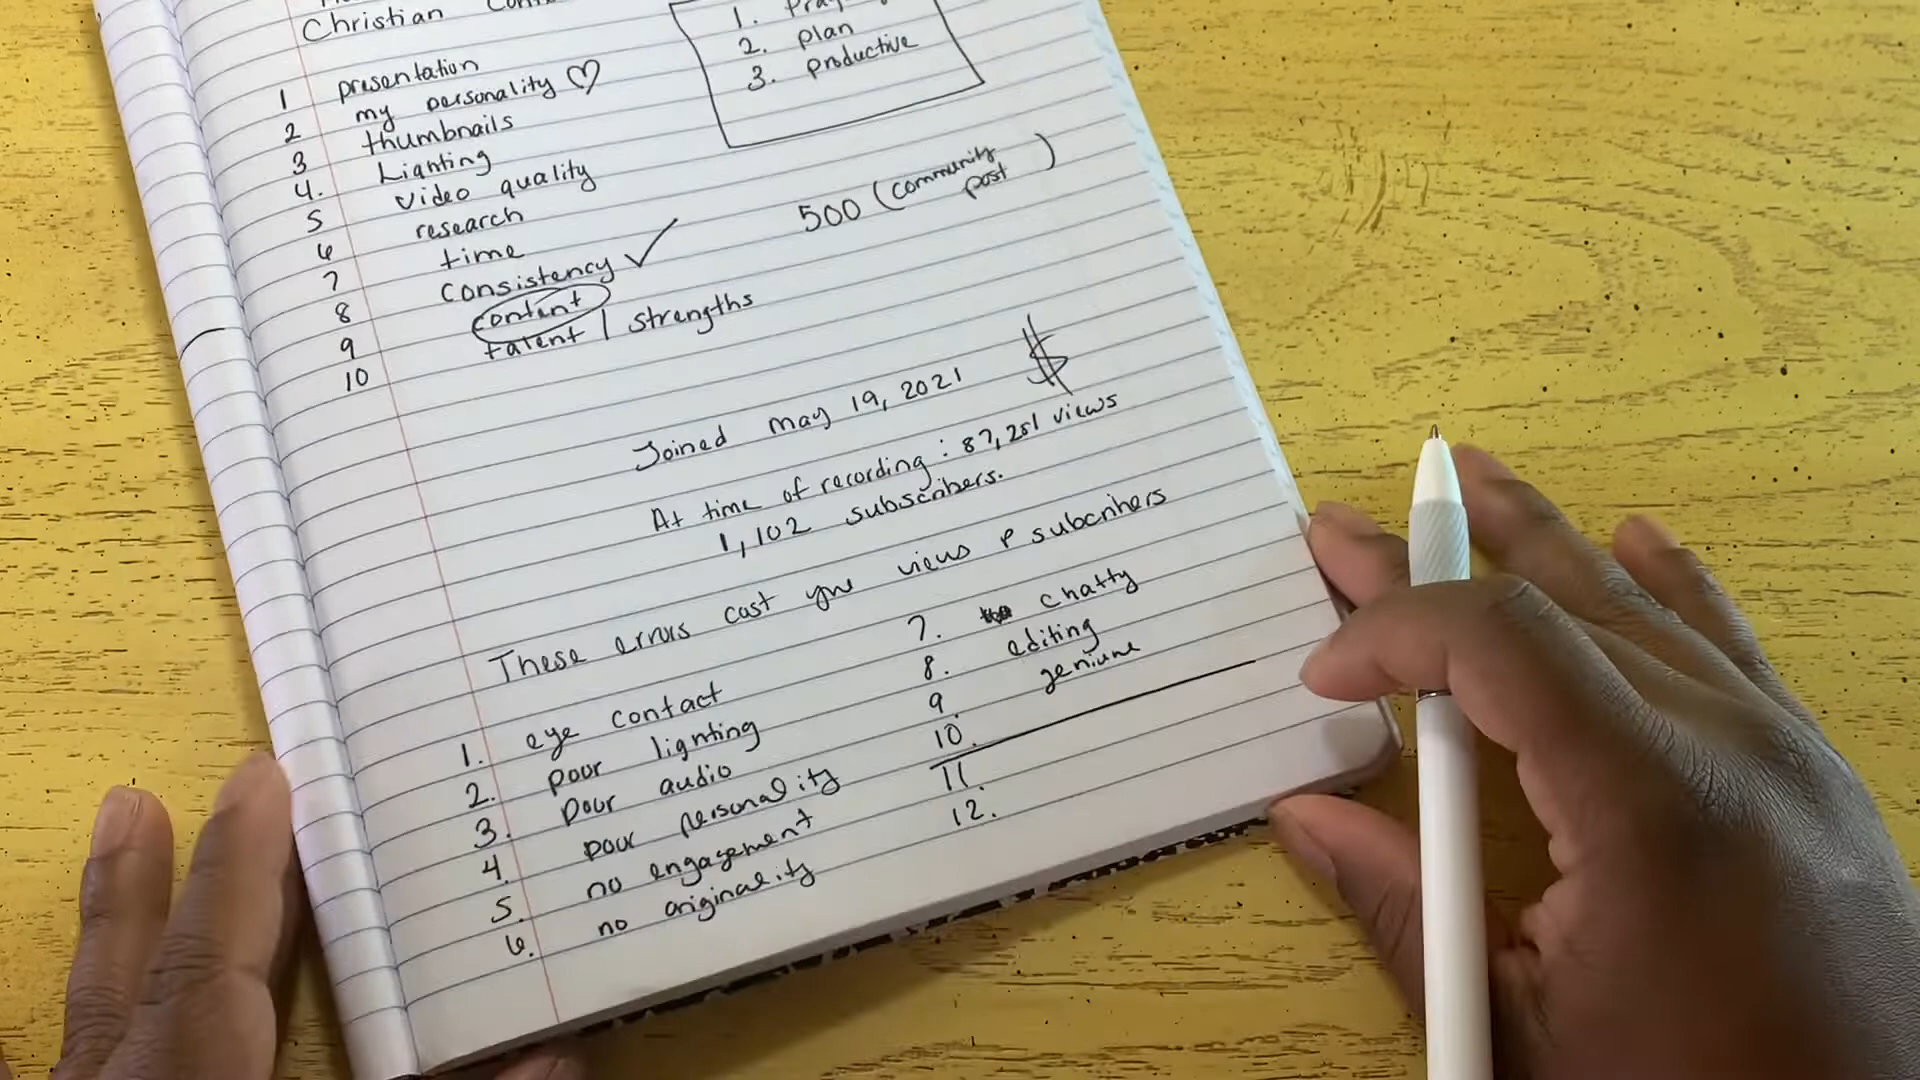 Christian
1 presentation
2 my personality ♡
3 thumbnails
4. Lighting
5 video quality
6 research
7 time
8 consistency ✓
9 content
10 talent / strengths
1.
2. plan
3. productive
500 (community
post)
Joined may 19, 2021 $
At time of recording : 87,251 views
1,102 subscribers.
These errors cost you views & subcribers
1. eye contact
2. poor lighting
3. poor audio
4. poor personality
5. no engagement
6. no originality
7. chatty
8. editing
9. geniune
10.
11.
12.